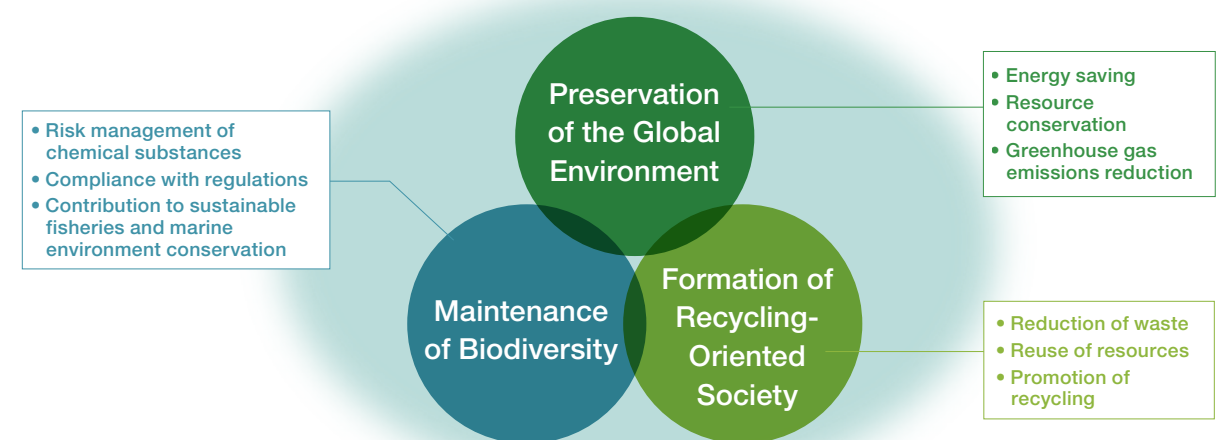 Preservation
of the Global
Environment
• Energy saving
• Resource
conservation
• Greenhouse gas
emissions reduction
• Risk management of
chemical substances
• Compliance with regulations
• Contribution to sustainable
fisheries and marine
environment conservation
Maintenance
of Biodiversity
Formation of
Recycling-
Oriented
Society
• Reduction of waste
• Reuse of resources
• Promotion of
recycling